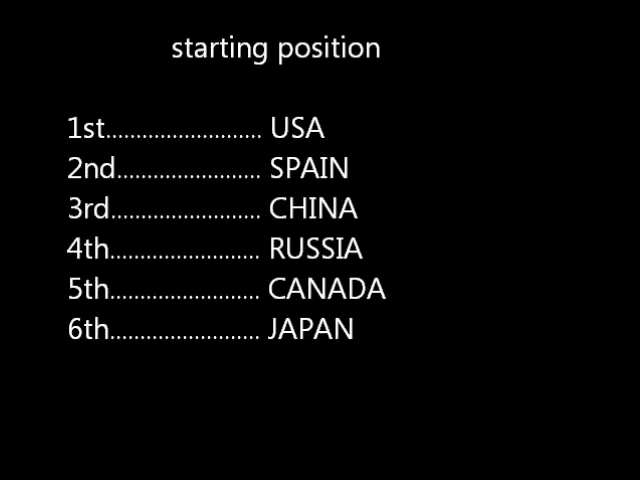 starting position
1st.......................... USA
2nd........................ SPAIN
3rd......................... CHINA
4th......................... RUSSIA
5th......................... CANADA
6th......................... JAPAN